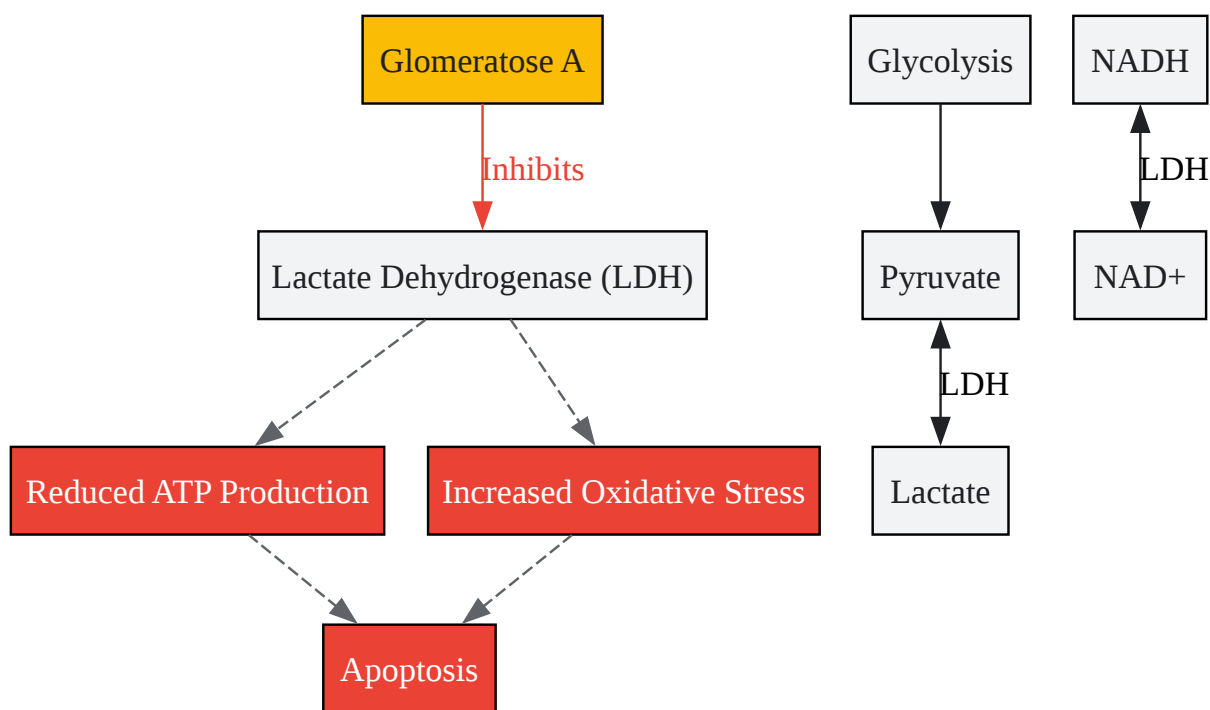 Glomeratose A
Glycolysis
NADH
Inhibits
LDH
Lactate Dehydrogenase (LDH)
Pyruvate
NAD+
LDH
Reduced ATP Production
Increased Oxidative Stress
Lactate
Apoptosis